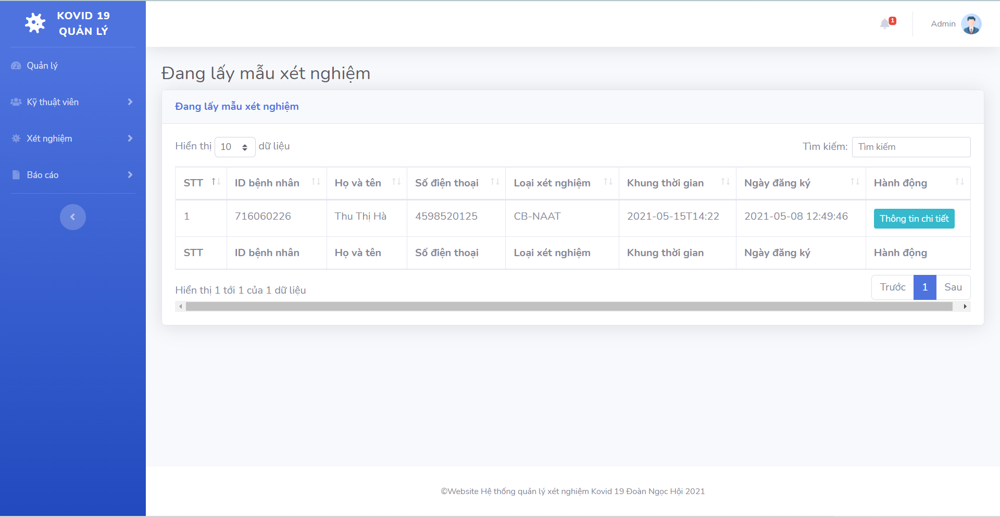 KOVID 19
QUẢN LÝ
1
Admin
Quản lý
Kỹ thuật viên
Xét nghiệm
Báo cáo
Đang lấy mẫu xét nghiệm
Đang lấy mẫu xét nghiệm
Hiển thị 10 dữ liệu
Tìm kiếm: Tìm kiếm
STT ID bệnh nhân Họ và tên Số điện thoại Loại xét nghiệm Khung thời gian Ngày đăng ký Hành động
1 716060226 Thu Thị Hà 4598520125 CB-NAAT 2021-05-15T14:22 2021-05-08 12:49:46 Thông tin chi tiết
STT ID bệnh nhân Họ và tên Số điện thoại Loại xét nghiệm Khung thời gian Ngày đăng ký Hành động
Hiển thị 1 tới 1 của 1 dữ liệu
Trước 1 Sau
©Website Hệ thống quản lý xét nghiệm Kovid 19 Đoàn Ngọc Hội 2021